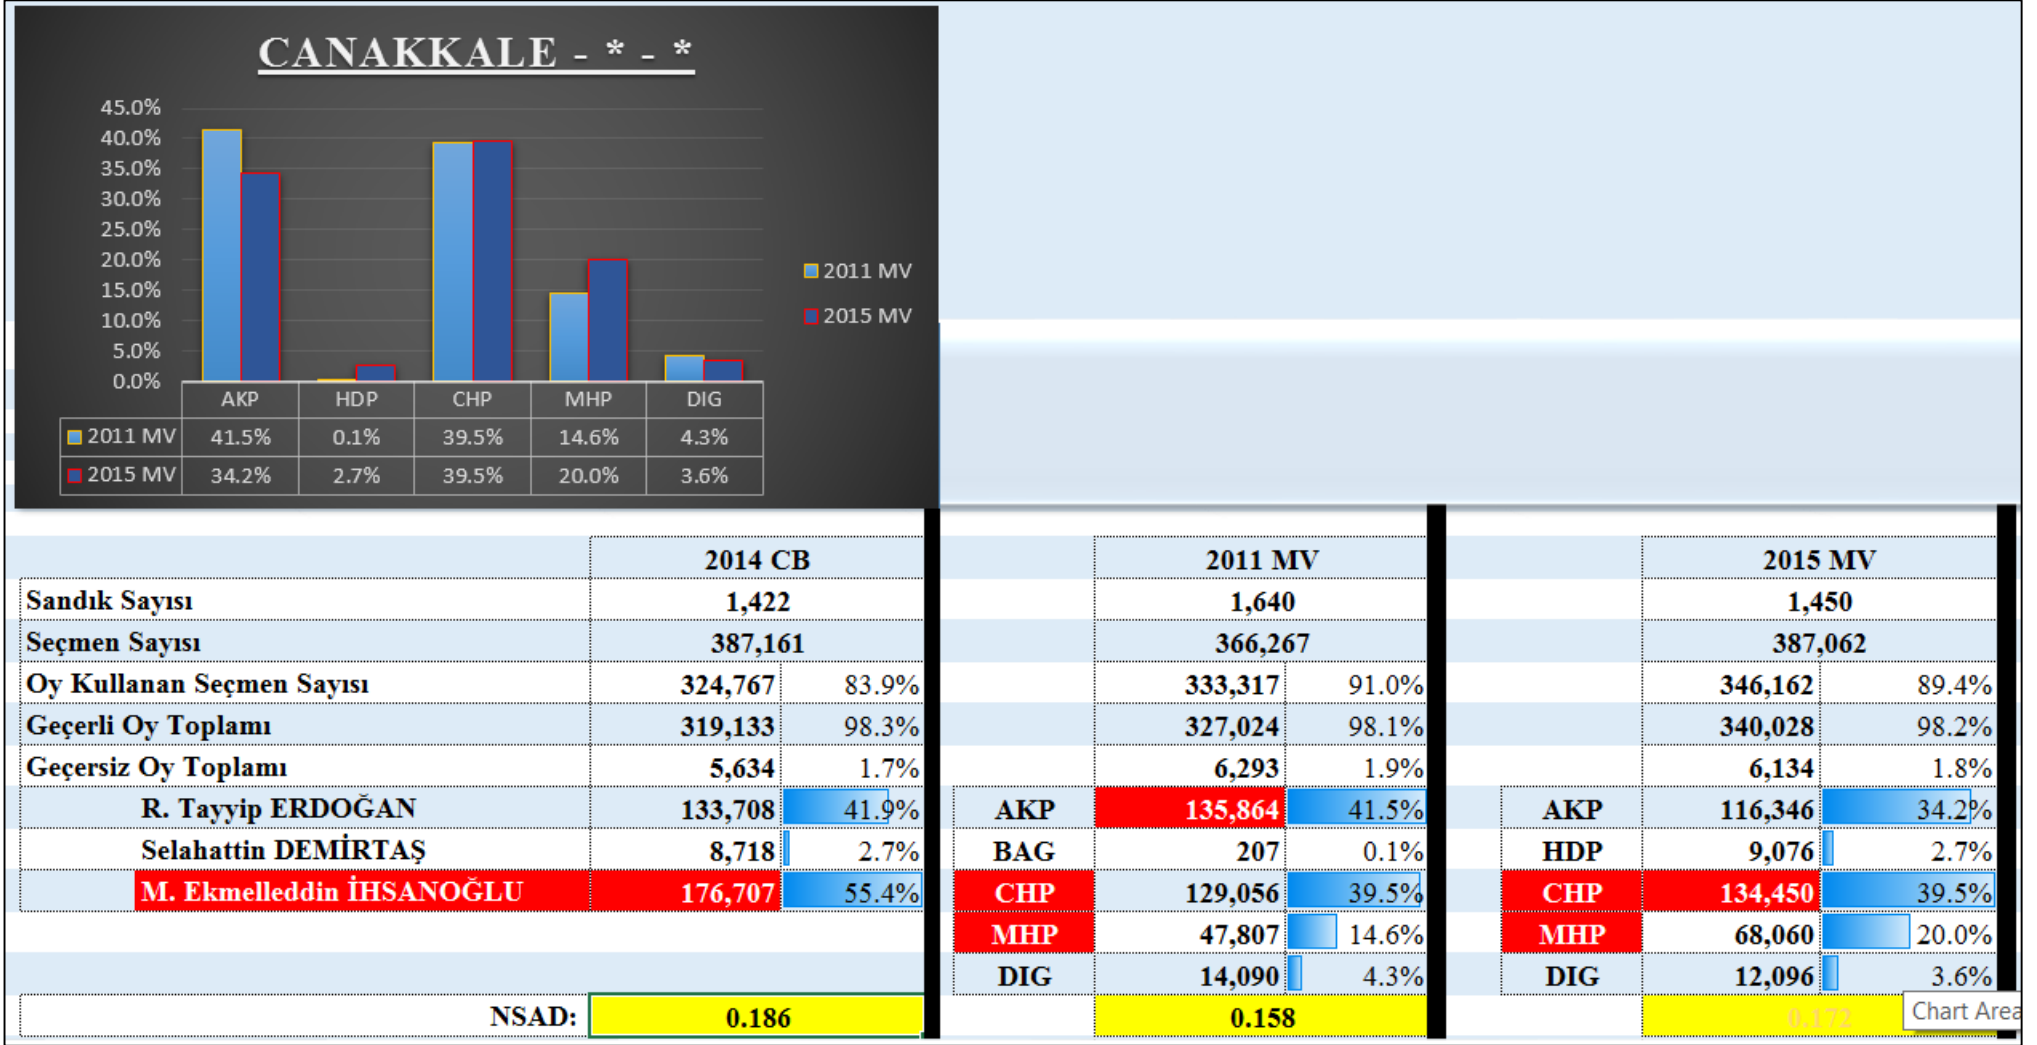 CANAKKALE - * - *
45.0%
40.0%
35.0%
30.0%
25.0%
20.0%
15.0%
10.0%
5.0%
0.0%
2011 MV
2015 MV
AKP HDP CHP MHP DIG
2011 MV 41.5% 0.1% 39.5% 14.6% 4.3%
2015 MV 34.2% 2.7% 39.5% 20.0% 3.6%
2014 CB 2011 MV 2015 MV
Sandık Sayısı 1,422 1,640 1,450
Seçmen Sayısı 387,161 366,267 387,062
Oy Kullanan Seçmen Sayısı 324,767 83.9% 333,317 91.0% 346,162 89.4%
Geçerli Oy Toplamı 319,133 98.3% 327,024 98.1% 340,028 98.2%
Geçersiz Oy Toplamı 5,634 1.7% 6,293 1.9% 6,134 1.8%
R. Tayyip ERDOĞAN 133,708 41.9% AKP 135,864 41.5% AKP 116,346 34.2%
Selahattin DEMİRTAŞ 8,718 2.7% BAG 207 0.1% HDP 9,076 2.7%
M. Ekmelleddin İHSANOĞLU 176,707 55.4% CHP 129,056 39.5% CHP 134,450 39.5%
MHP 47,807 14.6% MHP 68,060 20.0%
DIG 14,090 4.3% DIG 12,096 3.6%
NSAD: 0.186 0.158 0.172
Chart Area